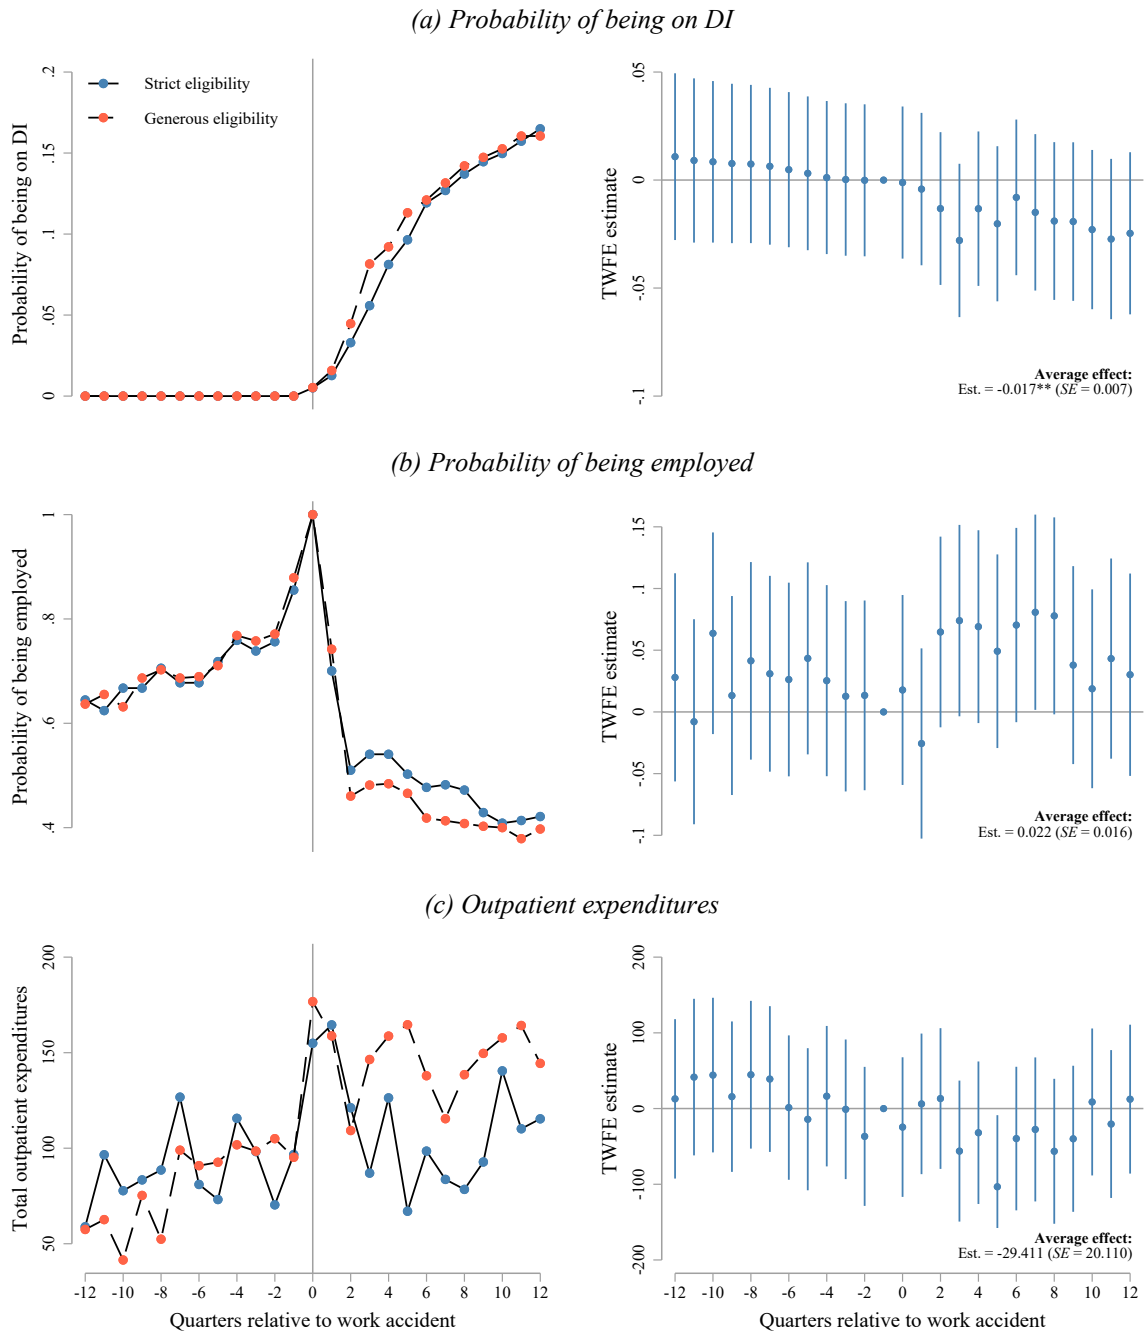 (a) Probability of being on DI
Probability of being on DI
.2
.15
.1
.05
0
Strict eligibility
Generous eligibility
TWFE estimate
.05
0
-.05
-.1
Average effect:
Est. = -0.017** (SE = 0.007)
(b) Probability of being employed
Probability of being employed
1
.8
.6
.4
TWFE estimate
.15
.1
.05
0
-.05
-.1
Average effect:
Est. = 0.022 (SE = 0.016)
(c) Outpatient expenditures
Total outpatient expenditures
200
150
100
50
-12 -10 -8 -6 -4 -2 0 2 4 6 8 10 12
Quarters relative to work accident
TWFE estimate
200
100
0
-100
-200
Average effect:
Est. = -29.411 (SE = 20.110)
-12 -10 -8 -6 -4 -2 0 2 4 6 8 10 12
Quarters relative to work accident